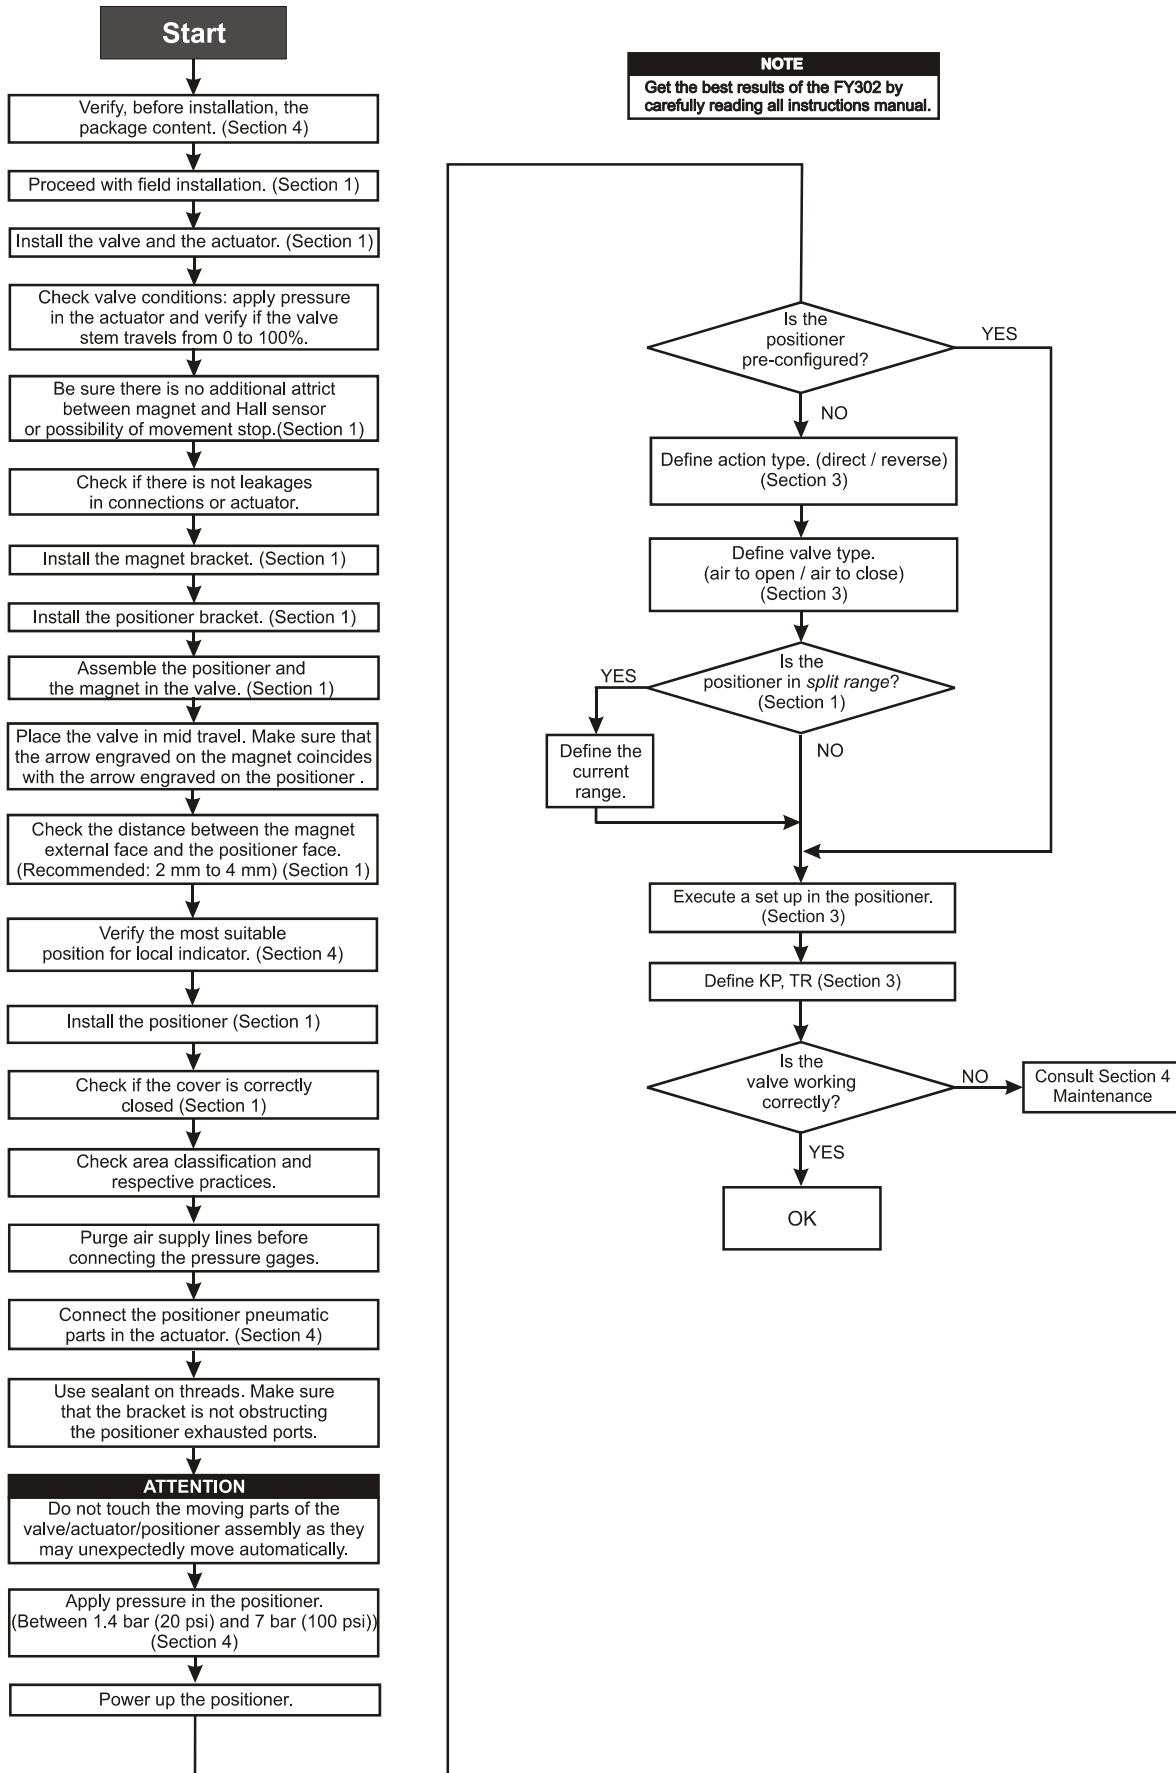 Start
Verify, before installation, the
package content. (Section 4)
Proceed with field installation. (Section 1)
Install the valve and the actuator. (Section 1)
Check valve conditions: apply pressure
in the actuator and verify if the valve
stem travels from 0 to 100%.
Be sure there is no additional attrict
between magnet and Hall sensor
or possibility of movement stop.(Section 1)
Check if there is not leakages
in connections or actuator.
Install the magnet bracket. (Section 1)
Install the positioner bracket. (Section 1)
Assemble the positioner and
the magnet in the valve. (Section 1)
Place the valve in mid travel. Make sure that
the arrow engraved on the magnet coincides
with the arrow engraved on the positioner .
Check the distance between the magnet
external face and the positioner face.
(Recommended: 2 mm to 4 mm) (Section 1)
Verify the most suitable
position for local indicator. (Section 4)
Install the positioner (Section 1)
Check if the cover is correctly
closed (Section 1)
Check area classification and
respective practices.
Purge air supply lines before
connecting the pressure gages.
Connect the positioner pneumatic
parts in the actuator. (Section 4)
Use sealant on threads. Make sure
that the bracket is not obstructing
the positioner exhausted ports.
ATTENTION
Do not touch the moving parts of the
valve/actuator/positioner assembly as they
may unexpectedly move automatically.
Apply pressure in the positioner.
(Between 1.4 bar (20 psi) and 7 bar (100 psi))
(Section 4)
Power up the positioner.
NOTE
Get the best results of the FY302 by
carefully reading all instructions manual.
Is the
positioner
pre-configured?
YES
NO
Define action type. (direct / reverse)
(Section 3)
Define valve type.
(air to open / air to close)
(Section 3)
Is the
positioner in split range?
(Section 1)
YES
NO
Define the
current
range.
Execute a set up in the positioner.
(Section 3)
Define KP, TR (Section 3)
Is the
valve working
correctly?
NO
Consult Section 4
Maintenance
YES
OK